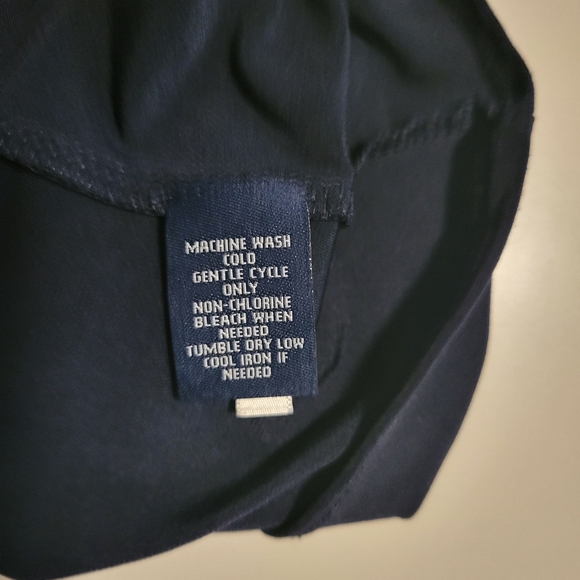 MACHINE WASH
COLD
GENTLE CYCLE
ONLY
NON-CHLORINE
BLEACH WHEN
NEEDED
TUMBLE DRY LOW
COOL IRON IF
NEEDED